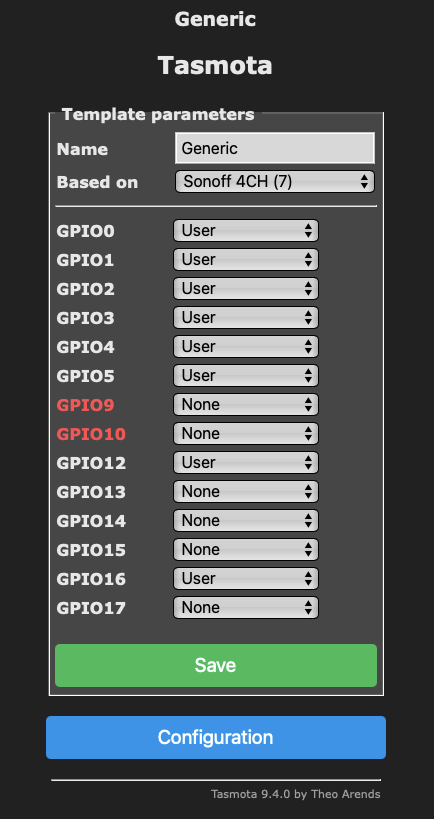 Generic
Tasmota
Template parameters
Name Generic
Based on Sonoff 4CH (7)
GPIO0 User
GPIO1 User
GPIO2 User
GPIO3 User
GPIO4 User
GPIO5 User
GPIO9 None
GPIO10 None
GPIO12 User
GPIO13 None
GPIO14 None
GPIO15 None
GPIO16 User
GPIO17 None
Save
Configuration
Tasmota 9.4.0 by Theo Arends